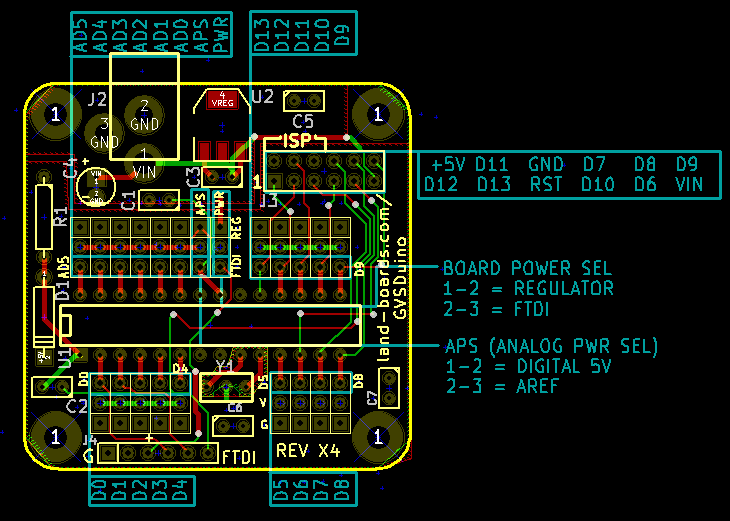 AD5
AD4
AD3
AD2
AD1
AD0
APS
PWR
D13
D12
D11
D10
D9
1
J2
2
GND
3
GND
1
VIN
4
VREG
U2
C5
1
ISP
+5V D11 GND D7 D8 D9
D12 D13 RST D10 D6 VIN
C4
+
VIN
1
2
GND
C3
1
J3
C1
R1
APS
PWR
REG
FTDI
AD5
D9
land-boards.com/
GVSDuino
BOARD POWER SEL
1-2 = REGULATOR
2-3 = FTDI
D1
U1
APS (ANALOG PWR SEL)
1-2 = DIGITAL 5V
2-3 = AREF
C2
D0
D4
Y1
D5
V
G
D8
C6
C7
1
J4
G
+
FTDI
REV X4
1
D0
D1
D2
D3
D4
D5
D6
D7
D8